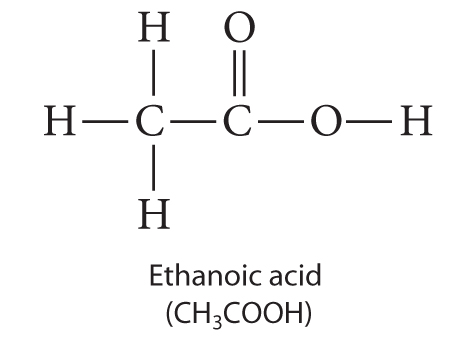 H O
H C C O H
H
Ethanoic acid
(CH₃COOH)